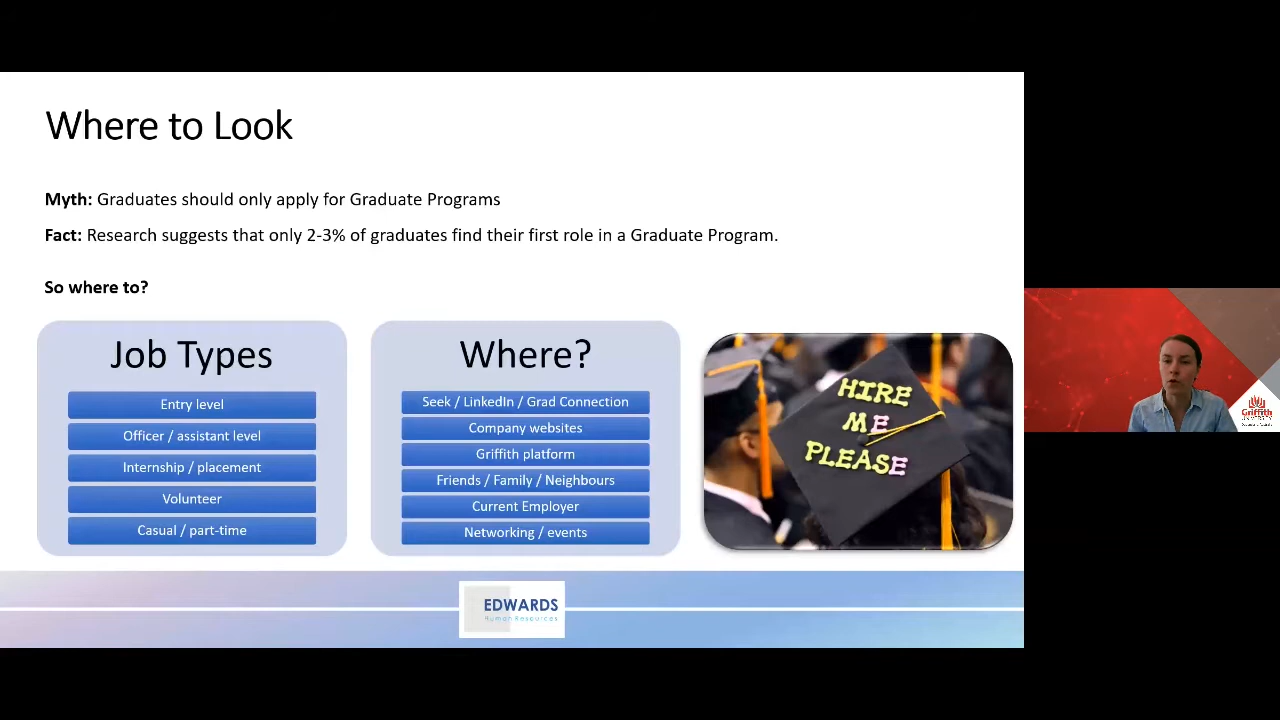 Where to Look
Myth: Graduates should only apply for Graduate Programs
Fact: Research suggests that only 2-3% of graduates find their first role in a Graduate Program.
So where to?
Job Types
Entry level
Officer / assistant level
Internship / placement
Volunteer
Casual / part-time
Where?
Seek / LinkedIn / Grad Connection
Company websites
Griffith platform
Friends / Family / Neighbours
Current Employer
Networking / events
HIRE
ME
PLEASE
EDWARDS
Human Resources
Griffith